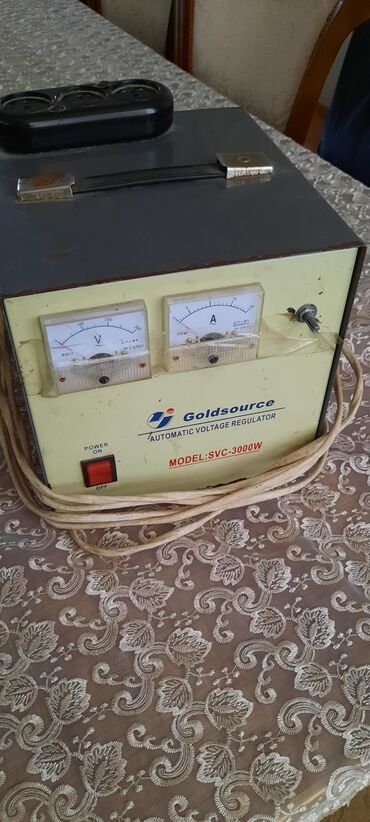 V
A
Goldsource
AUTOMATIC VOLTAGE REGULATOR
MODEL:SVC-3000W
POWER
ON
OFF